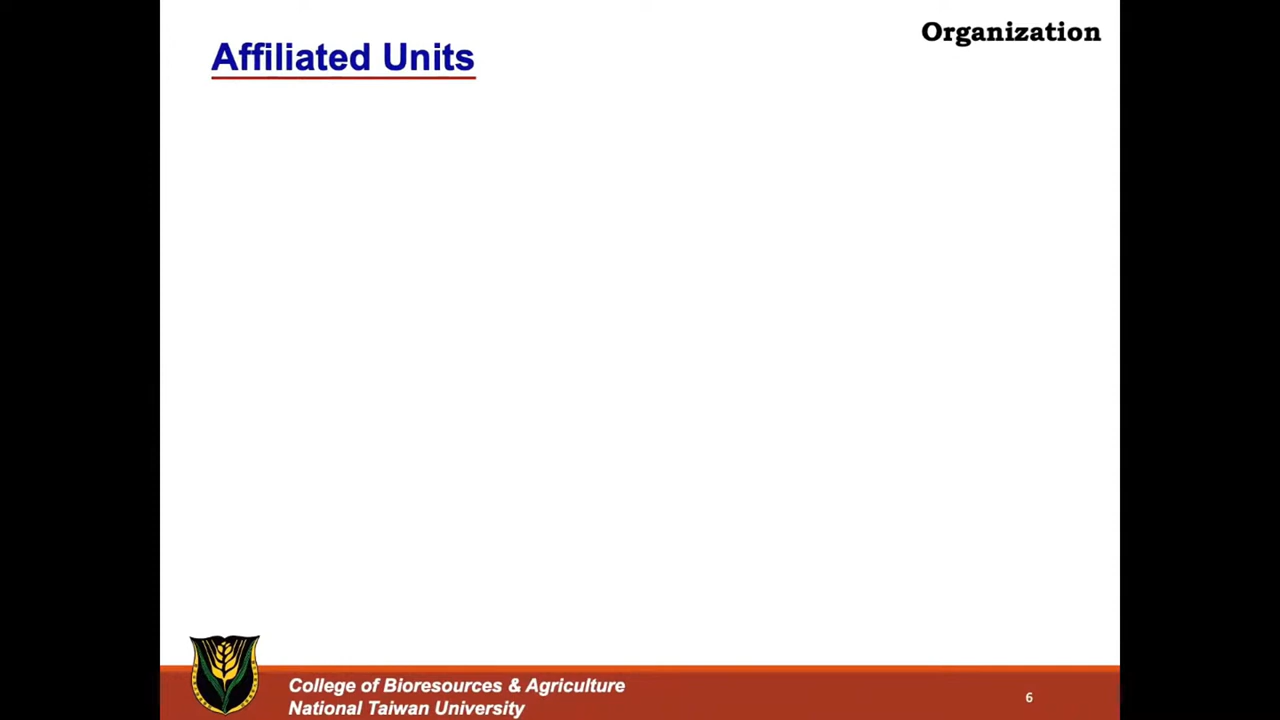 Organization
Affiliated Units
College of Bioresources & Agriculture
National Taiwan University
6